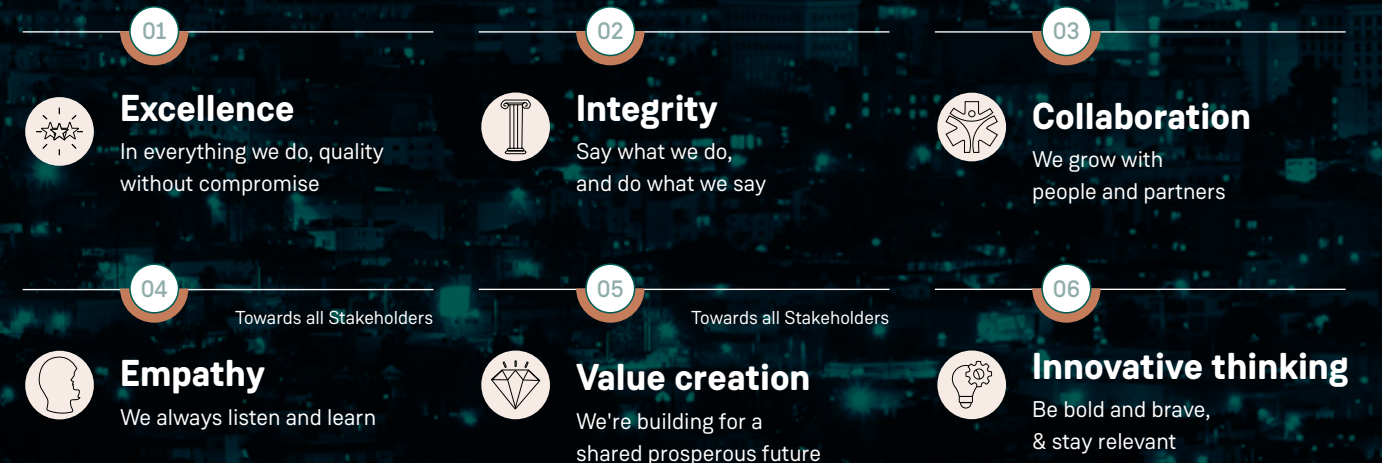 01
Excellence
In everything we do, quality
without compromise
02
Integrity
Say what we do,
and do what we say
03
Collaboration
We grow with
people and partners
04
Towards all Stakeholders
Empathy
We always listen and learn
05
Towards all Stakeholders
Value creation
We're building for a
shared prosperous future
06
Innovative thinking
Be bold and brave,
& stay relevant